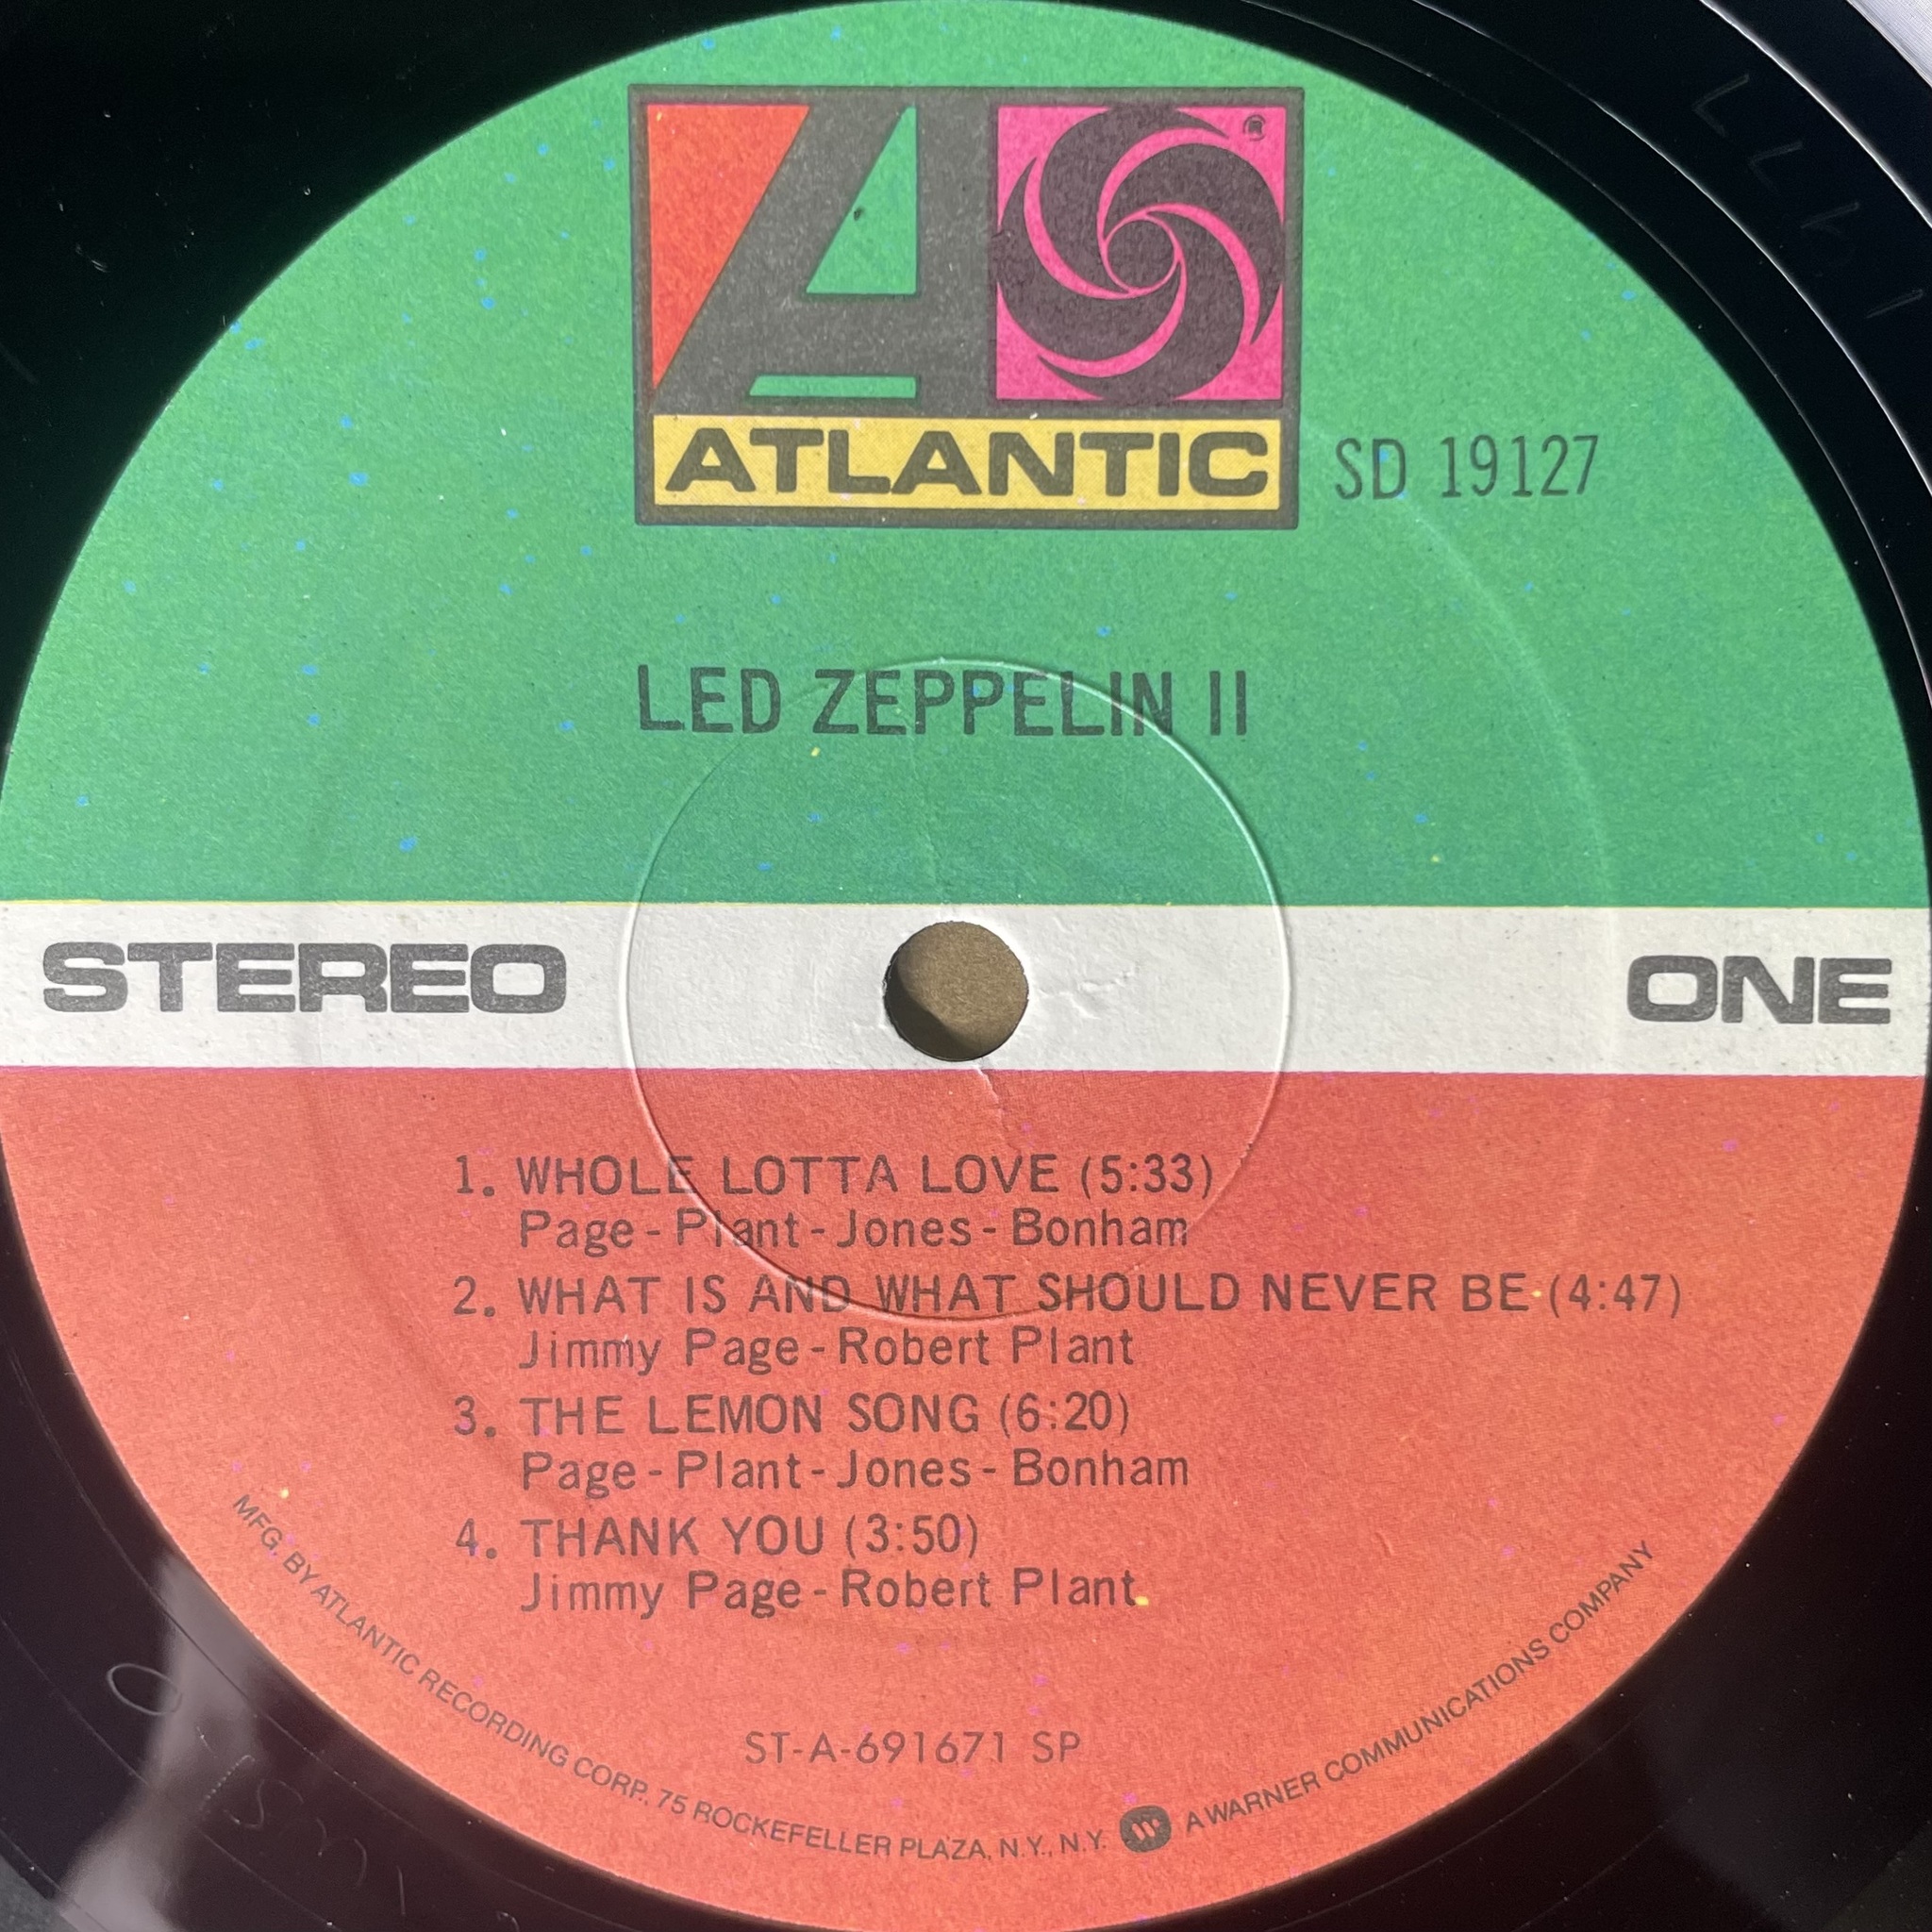 ATLANTIC
SD 19127
LED ZEPPELIN II
STEREO
ONE
1. WHOLE LOTTA LOVE (5:33)
Page - Plant - Jones - Bonham
2. WHAT IS AND WHAT SHOULD NEVER BE (4:47)
Jimmy Page - Robert Plant
3. THE LEMON SONG (6:20)
Page - Plant - Jones - Bonham
4. THANK YOU (3:50)
Jimmy Page - Robert Plant
ST-A-691671 SP
MFG. BY ATLANTIC RECORDING CORP., 75 ROCKEFELLER PLAZA, N.Y., N.Y. A WARNER COMMUNICATIONS COMPANY